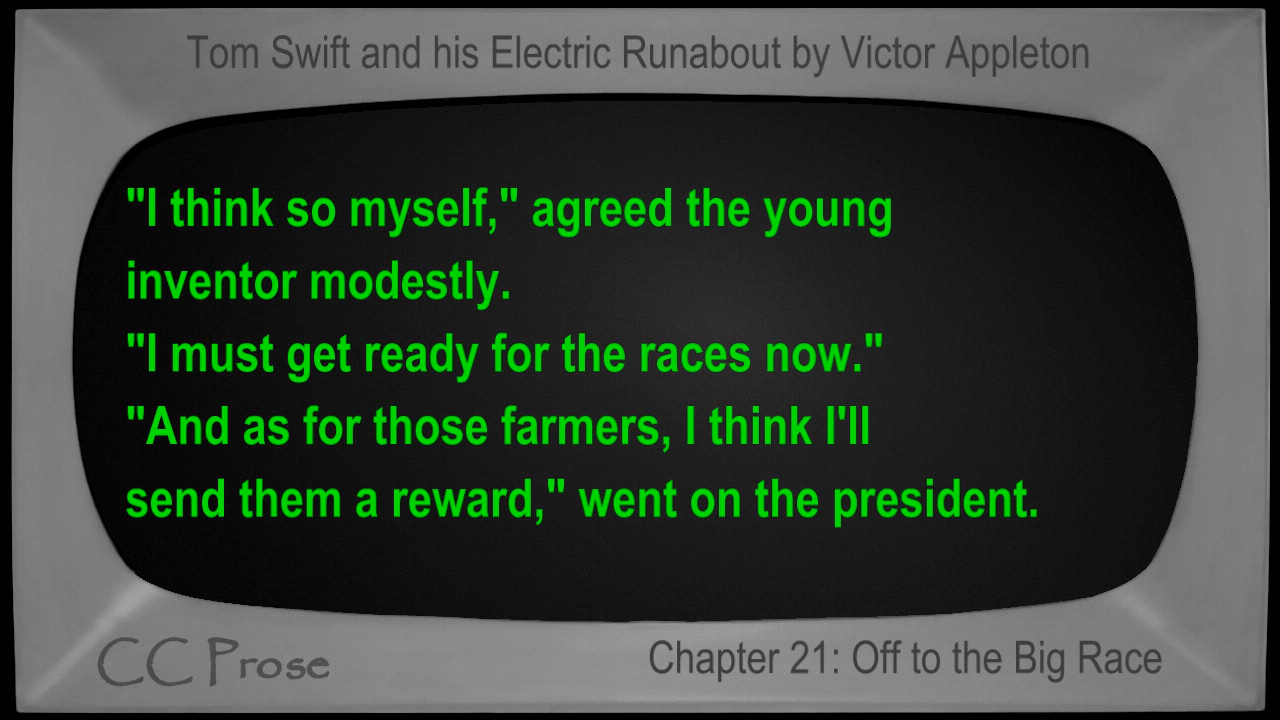 Tom Swift and his Electric Runabout by Victor Appleton
"I think so myself," agreed the young
inventor modestly.
"I must get ready for the races now."
"And as for those farmers, I think I'll
send them a reward," went on the president.
CC Prose
Chapter 21: Off to the Big Race